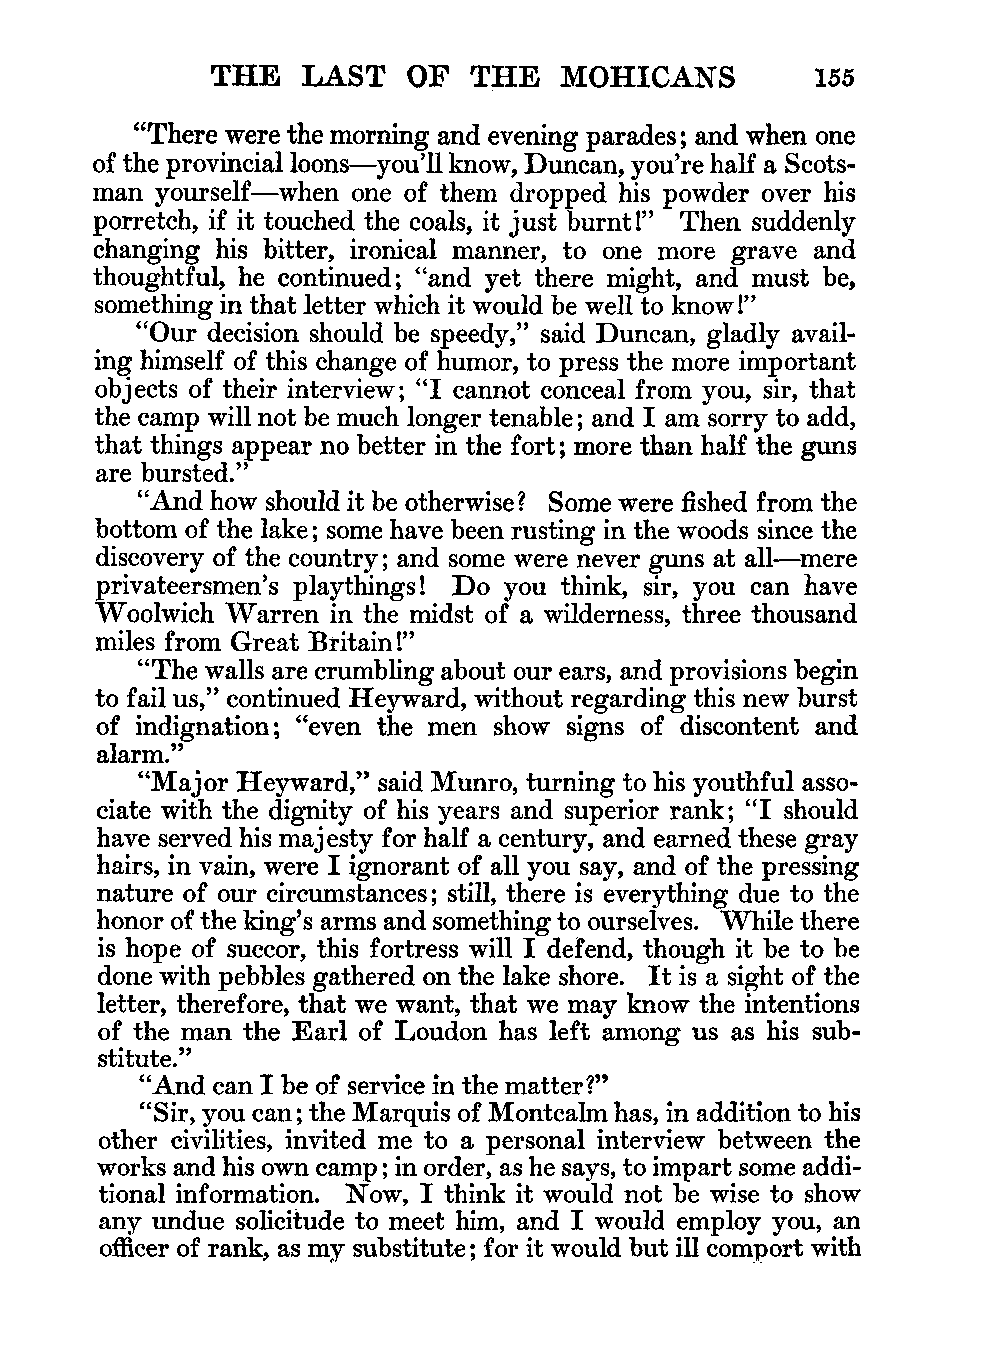 THE LAST OF THE MOHICANS 155
“There were the morning and evening parades; and when one
of the provincial loons—you'll know, Duncan, you're half a Scots-
man yourself—when one of them dropped his powder over his
porretch, if it touched the coals, it just burnt!” Then suddenly
changing his bitter, ironical manner, to one more grave and
thoughtful, he continued; “and yet there might, and must be,
something in that letter which it would be well to know!”
“Our decision should be speedy,” said Duncan, gladly avail-
ing himself of this change of humor, to press the more important
objects of their interview; “I cannot conceal from you, sir, that
the camp will not be much longer tenable; and I am sorry to add,
that things appear no better in the fort; more than half the guns
are bursted.”
“And how should it be otherwise? Some were fished from the
bottom of the lake; some have been rusting in the woods since the
discovery of the country; and some were never guns at all—mere
privateersmen's playthings! Do you think, sir, you can have
Woolwich Warren in the midst of a wilderness, three thousand
miles from Great Britain!”
“The walls are crumbling about our ears, and provisions begin
to fail us,” continued Heyward, without regarding this new burst
of indignation; “even the men show signs of discontent and
alarm.”
“Major Heyward,” said Munro, turning to his youthful asso-
ciate with the dignity of his years and superior rank; “I should
have served his majesty for half a century, and earned these gray
hairs, in vain, were I ignorant of all you say, and of the pressing
nature of our circumstances; still, there is everything due to the
honor of the king's arms and something to ourselves. While there
is hope of succor, this fortress will I defend, though it be to be
done with pebbles gathered on the lake shore. It is a sight of the
letter, therefore, that we want, that we may know the intentions
of the man the Earl of Loudon has left among us as his sub-
stitute.”
“And can I be of service in the matter?”
“Sir, you can; the Marquis of Montcalm has, in addition to his
other civilities, invited me to a personal interview between the
works and his own camp; in order, as he says, to impart some addi-
tional information. Now, I think it would not be wise to show
any undue solicitude to meet him, and I would employ you, an
officer of rank, as my substitute; for it would but ill comport with